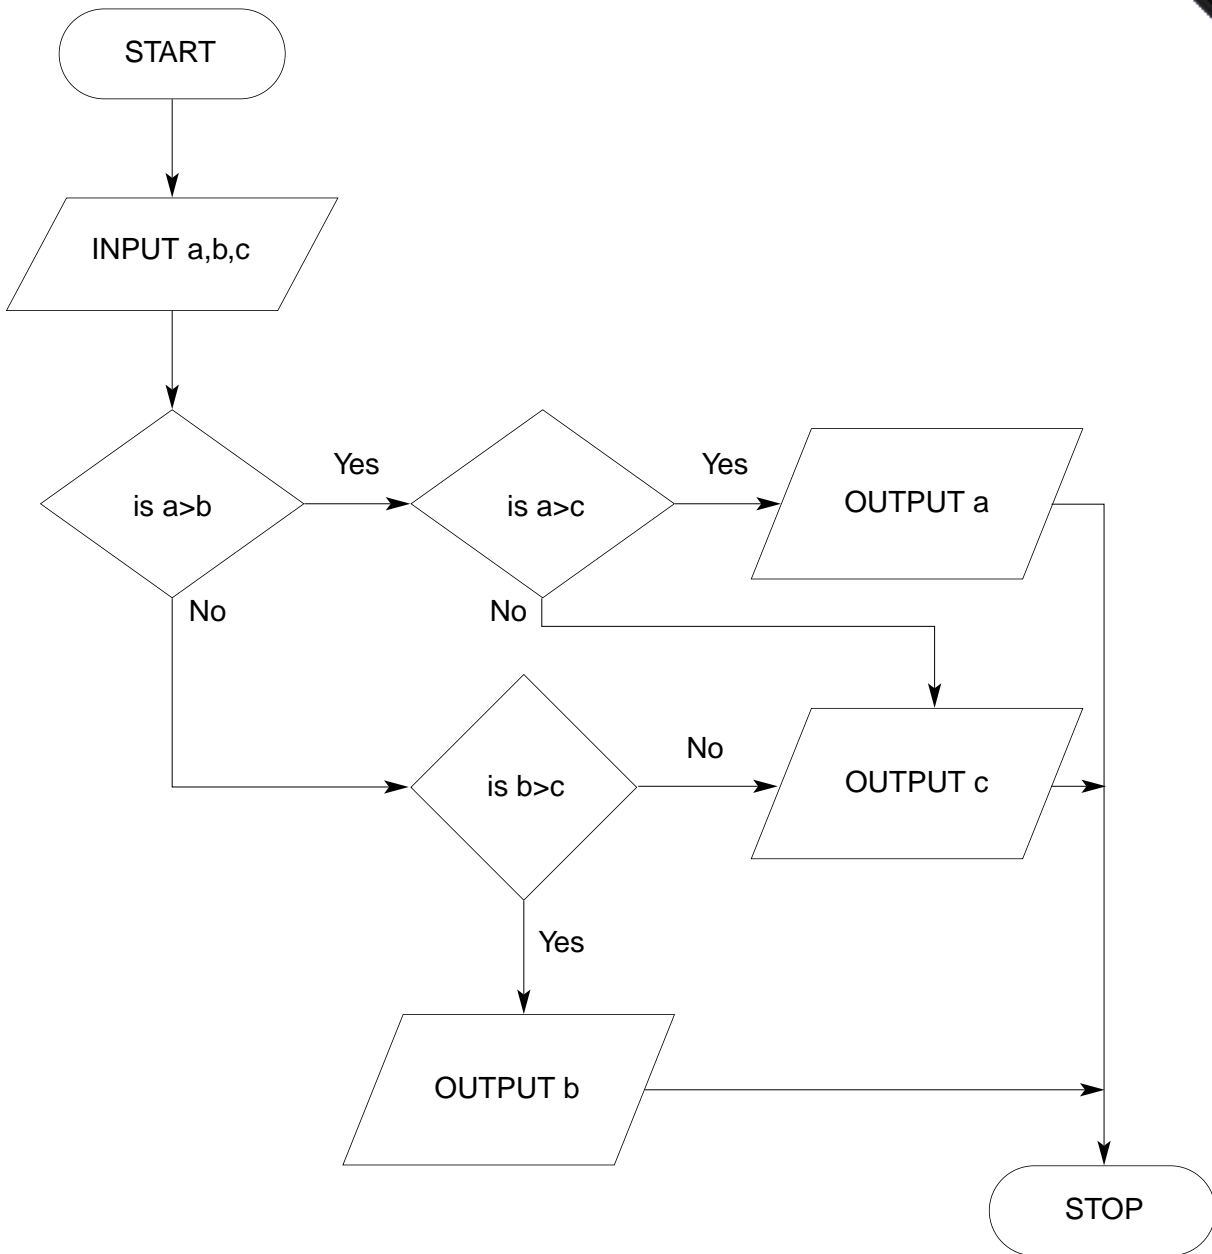 START
INPUT a,b,c
is a>b
Yes
is a>c
Yes
OUTPUT a
No
No
is b>c
No
OUTPUT c
Yes
OUTPUT b
STOP